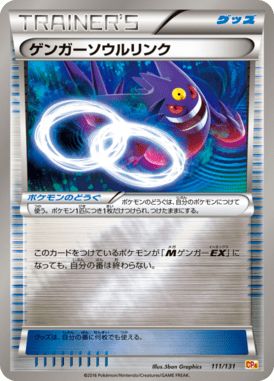 TRAINER'S
グッズ
ゲンガーソウルリンク
ポケモンのどうぐ
ポケモンのどうぐは、自分のポケモンにつけて
使う。ポケモン1匹につき1枚だけつけられ、つけたままにする。
このカードをつけているポケモンが「MゲンガーEX」に
なっても、自分の番は終わらない。
グッズは、自分の番に何枚でも使える。
Illus.5ban Graphics
111/131
CP4
©2016 Pokémon/Nintendo/Creatures/GAME FREAK.